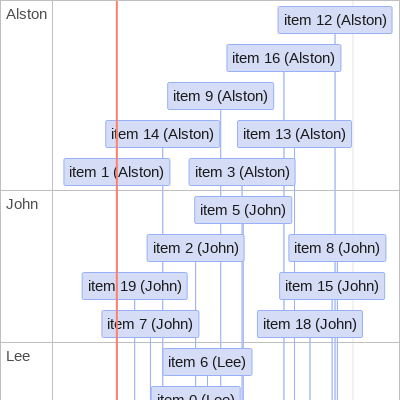 Alston
item 12 (Alston)
item 16 (Alston)
item 9 (Alston)
item 14 (Alston)
item 13 (Alston)
item 1 (Alston)
item 3 (Alston)
John
item 5 (John)
item 2 (John)
item 8 (John)
item 19 (John)
item 15 (John)
item 7 (John)
item 18 (John)
Lee
item 6 (Lee)
item 0 (Lee)